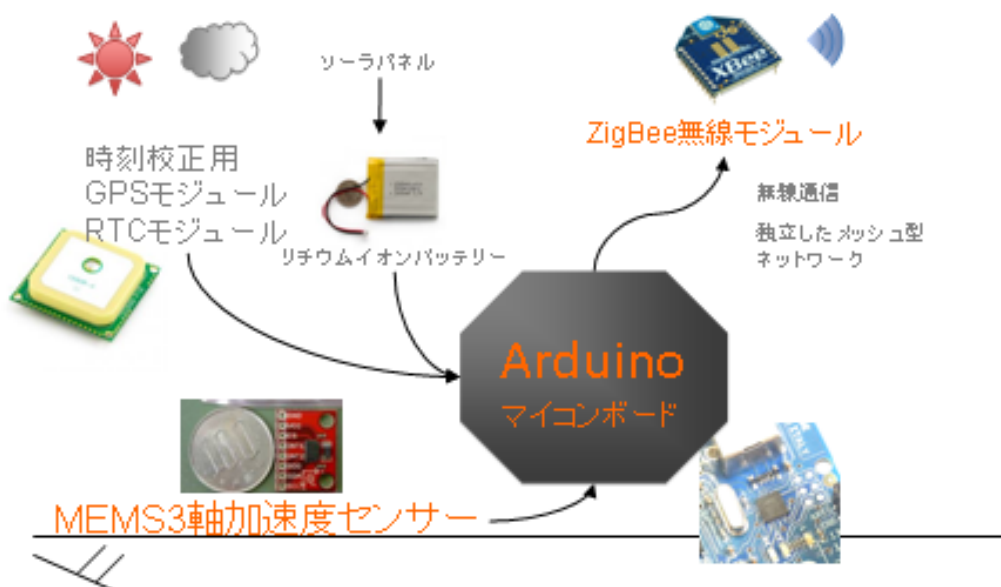 ソーラパネル
XBee
ZigBee無線モジュール
時刻校正用
GPSモジュール
RTCモジュール
リチウムイオンバッテリー
無線通信
独立したメッシュ型
ネットワーク
Arduino
マイコンボード
ITALY
MEMS3軸加速度センサー